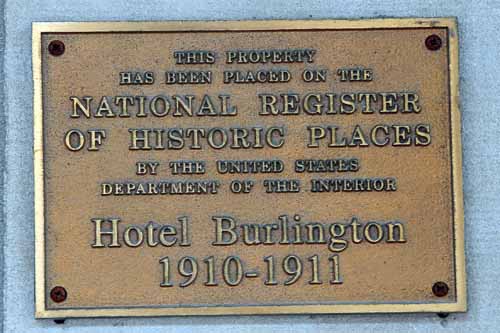 THIS PROPERTY
HAS BEEN PLACED ON THE
NATIONAL REGISTER
OF HISTORIC PLACES
BY THE UNITED STATES
DEPARTMENT OF THE INTERIOR
Hotel Burlington
1910-1911